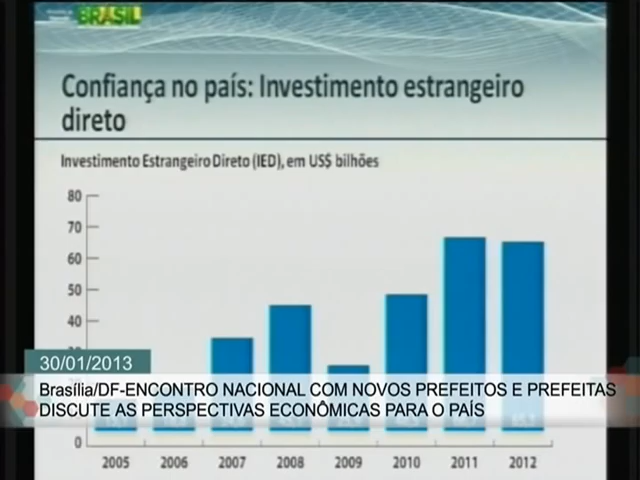 BRASIL
Confiança no país: Investimento estrangeiro
direto
Investimento Estrangeiro Direto (IED), em US$ bilhões
80
70
60
50
40
30
0
30/01/2013
Brasília/DF-ENCONTRO NACIONAL COM NOVOS PREFEITOS E PREFEITAS
DISCUTE AS PERSPECTIVAS ECONÔMICAS PARA O PAÍS
2005 2006 2007 2008 2009 2010 2011 2012